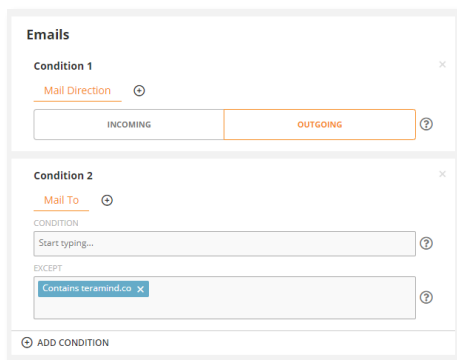 Emails
Condition 1
Mail Direction
INCOMING OUTGOING
Condition 2
Mail To
CONDITION
Start typing...
EXCEPT
Contains teramind.co
ADD CONDITION